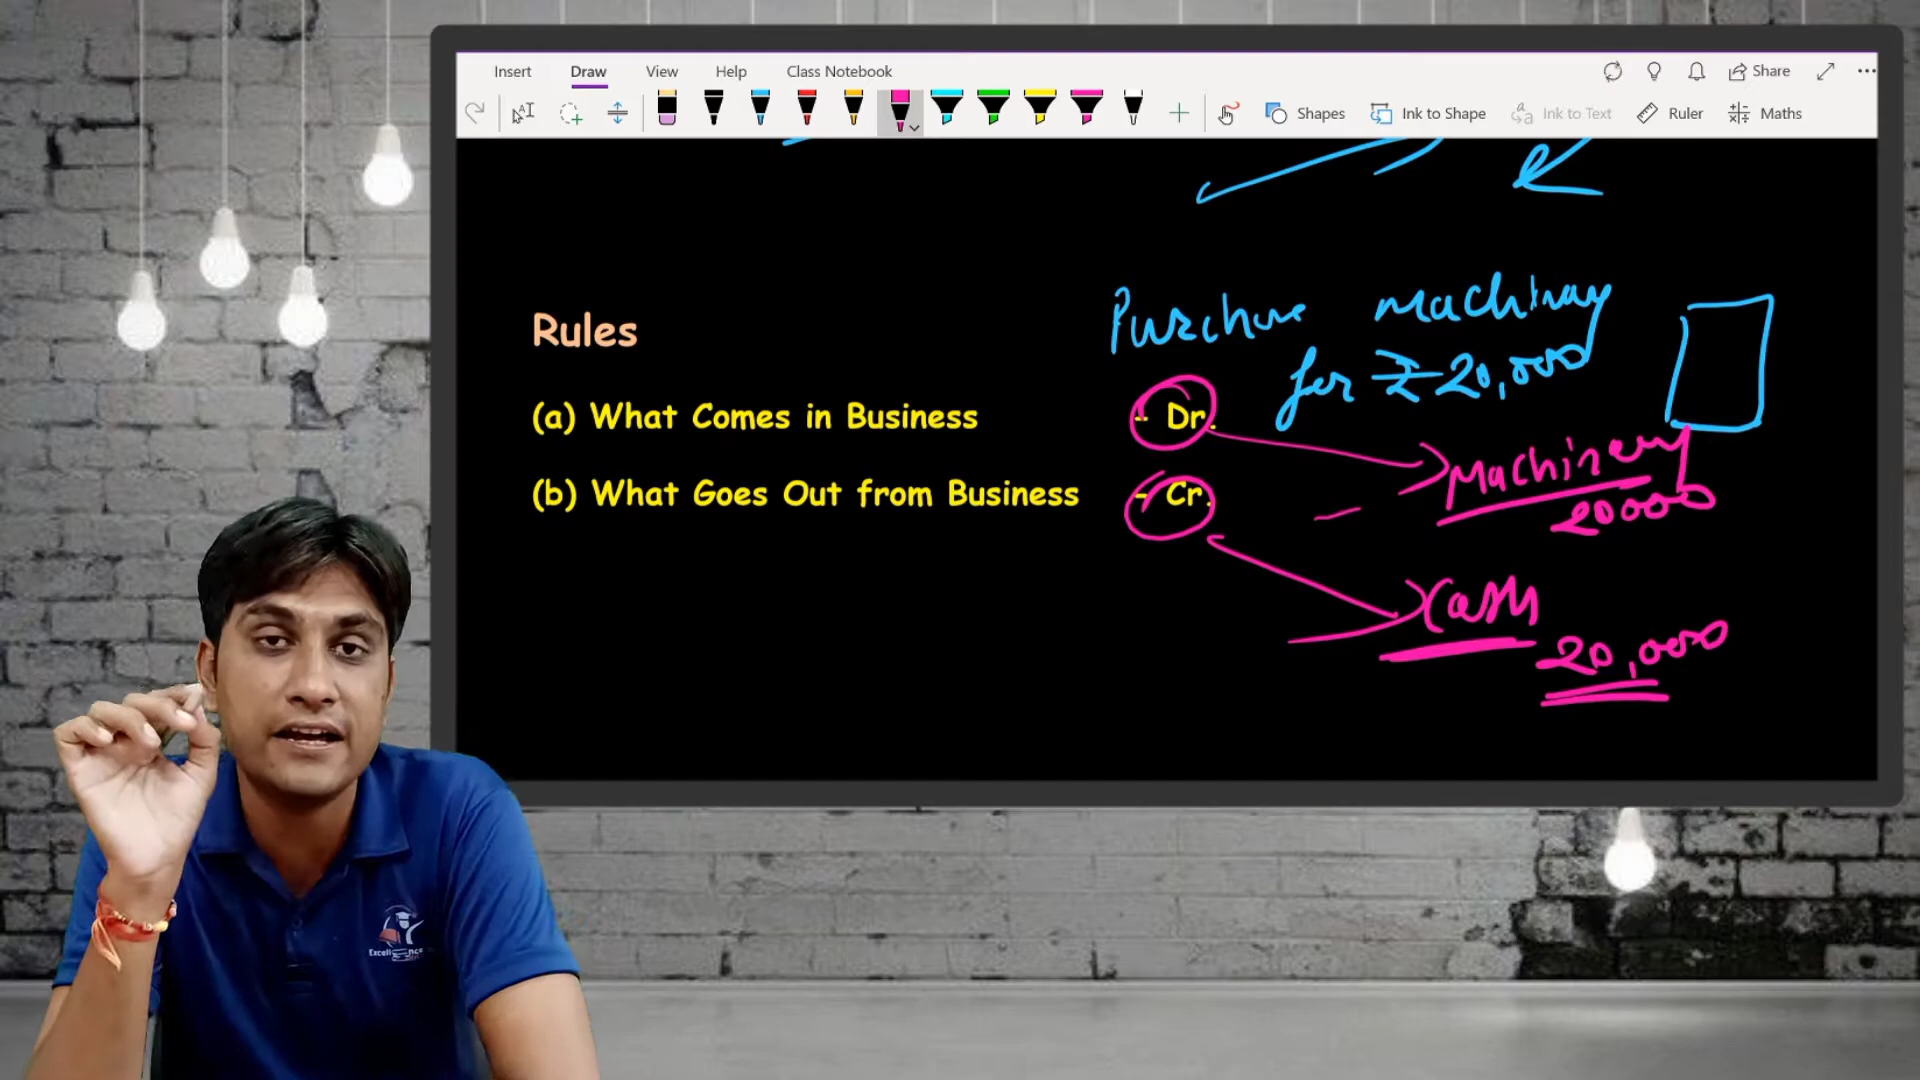 Insert Draw View Help Class Notebook Share
Shapes Ink to Shape Ink to Text Ruler Maths
Purchase machinary
for ₹ 20,000
Rules
(a) What Comes in Business - Dr.
Machinery
20000
(b) What Goes Out from Business - Cr.
Cash
20,000